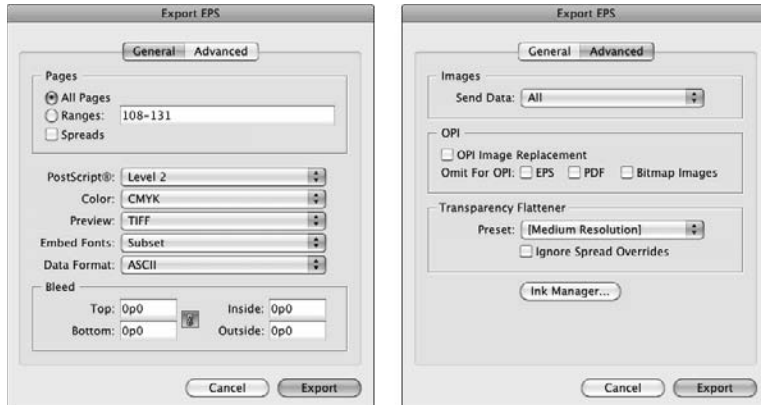 Export EPS
General Advanced
Pages
All Pages
Ranges: 108-131
Spreads
PostScript®: Level 2
Color: CMYK
Preview: TIFF
Embed Fonts: Subset
Data Format: ASCII
Bleed
Top: 0p0 Inside: 0p0
Bottom: 0p0 Outside: 0p0
Cancel Export
Export EPS
General Advanced
Images
Send Data: All
OPI
OPI Image Replacement
Omit For OPI: EPS PDF Bitmap Images
Transparency Flattener
Preset: [Medium Resolution]
Ignore Spread Overrides
Ink Manager...
Cancel Export